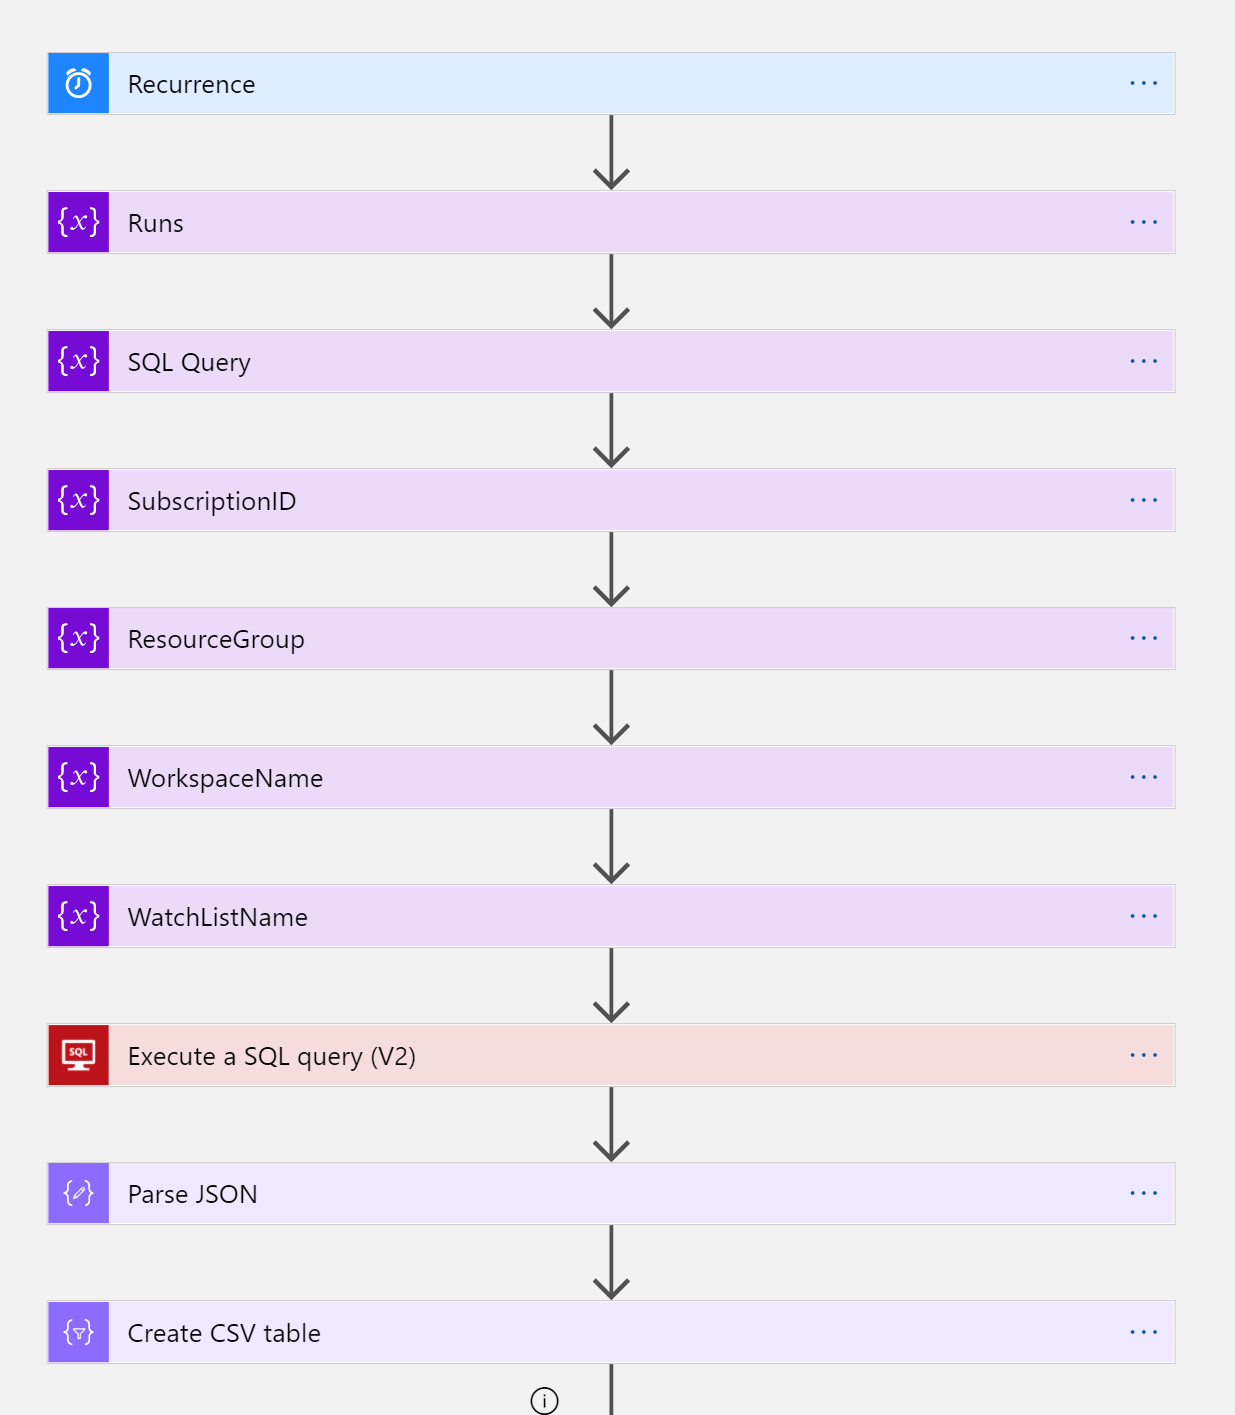 Recurrence
...
{x}
Runs
...
{x}
SQL Query
...
{x}
SubscriptionID
...
{x}
ResourceGroup
...
{x}
WorkspaceName
...
{x}
WatchListName
...
SQL
Execute a SQL query (V2)
...
Parse JSON
...
Create CSV table
...
i